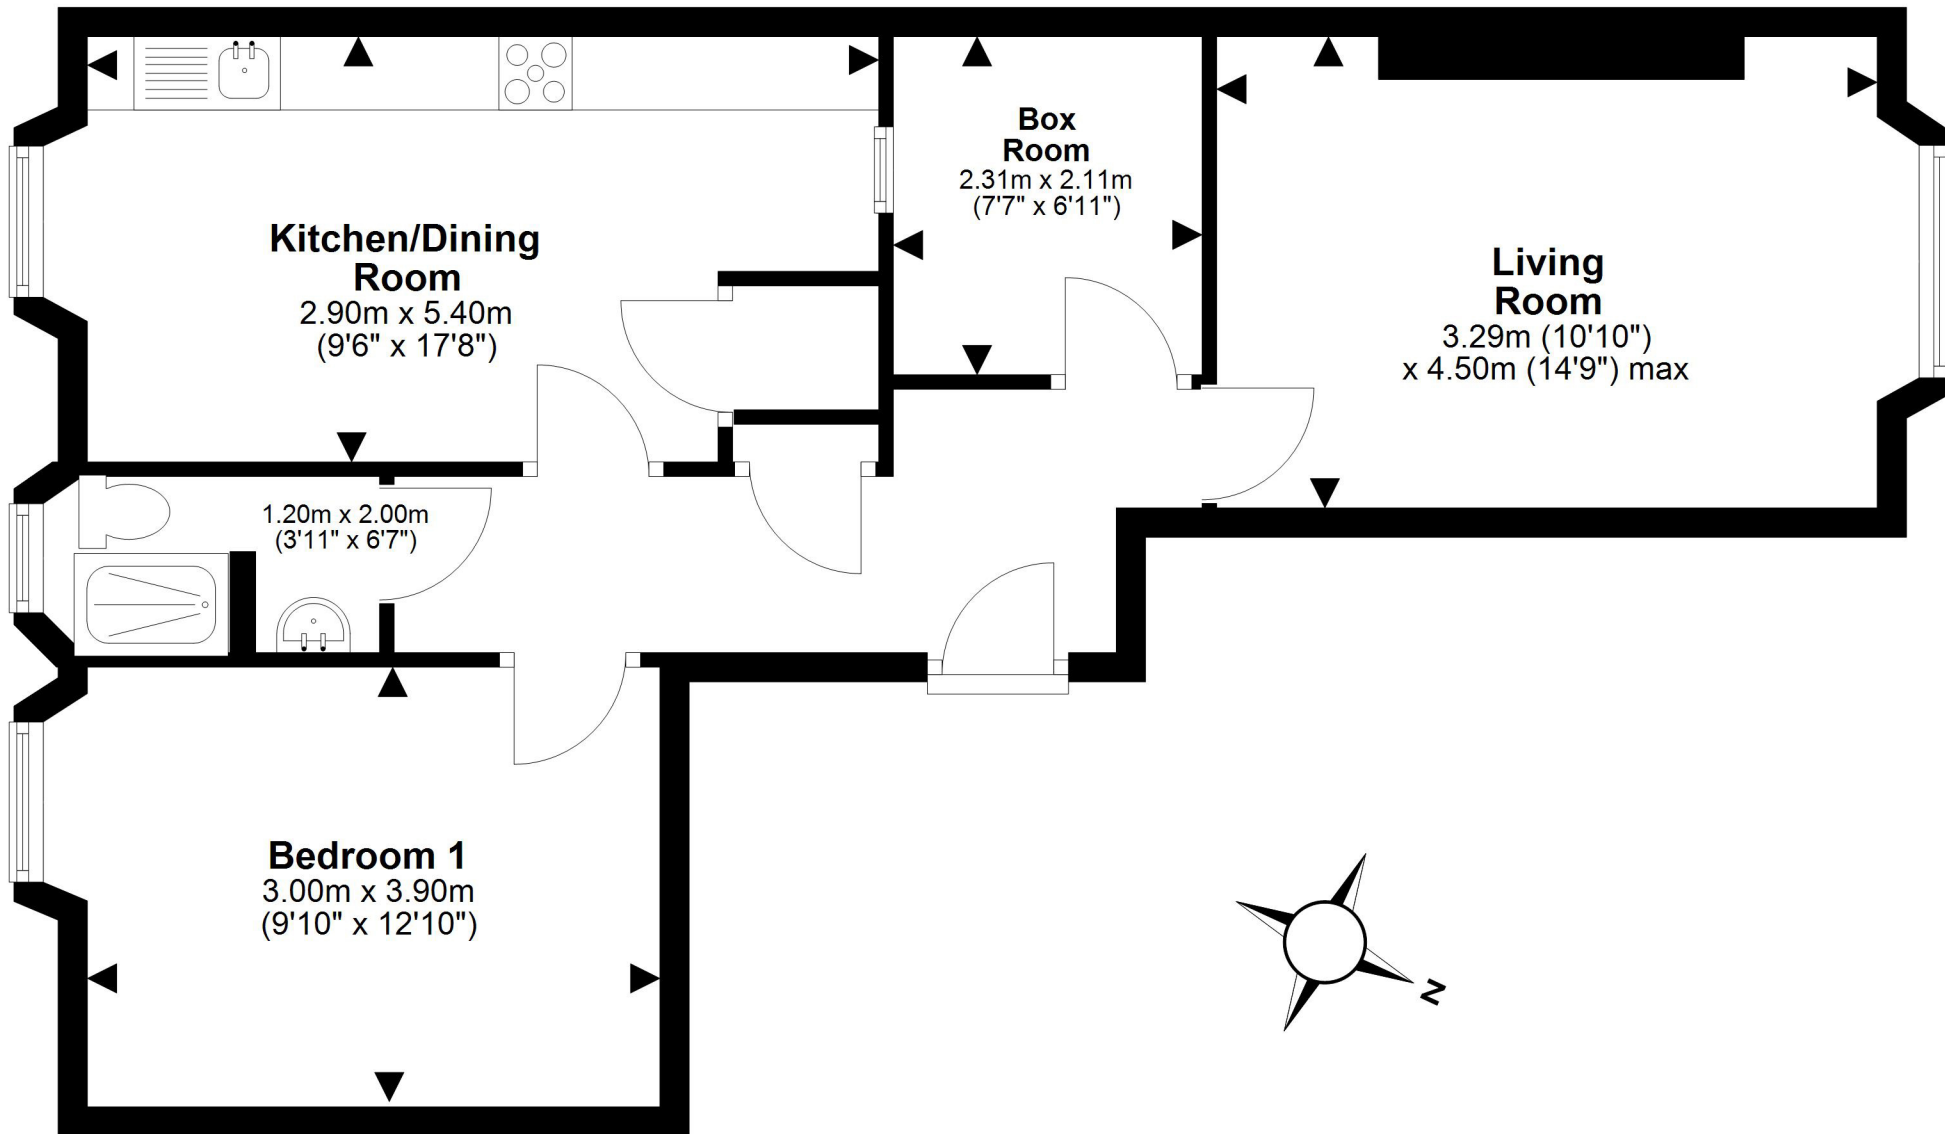 Kitchen/Dining
Room
2.90m x 5.40m
(9'6" x 17'8")
Box
Room
2.31m x 2.11m
(7'7" x 6'11")
Living
Room
3.29m (10'10")
x 4.50m (14'9") max
1.20m x 2.00m
(3'11" x 6'7")
Bedroom 1
3.00m x 3.90m
(9'10" x 12'10")
N